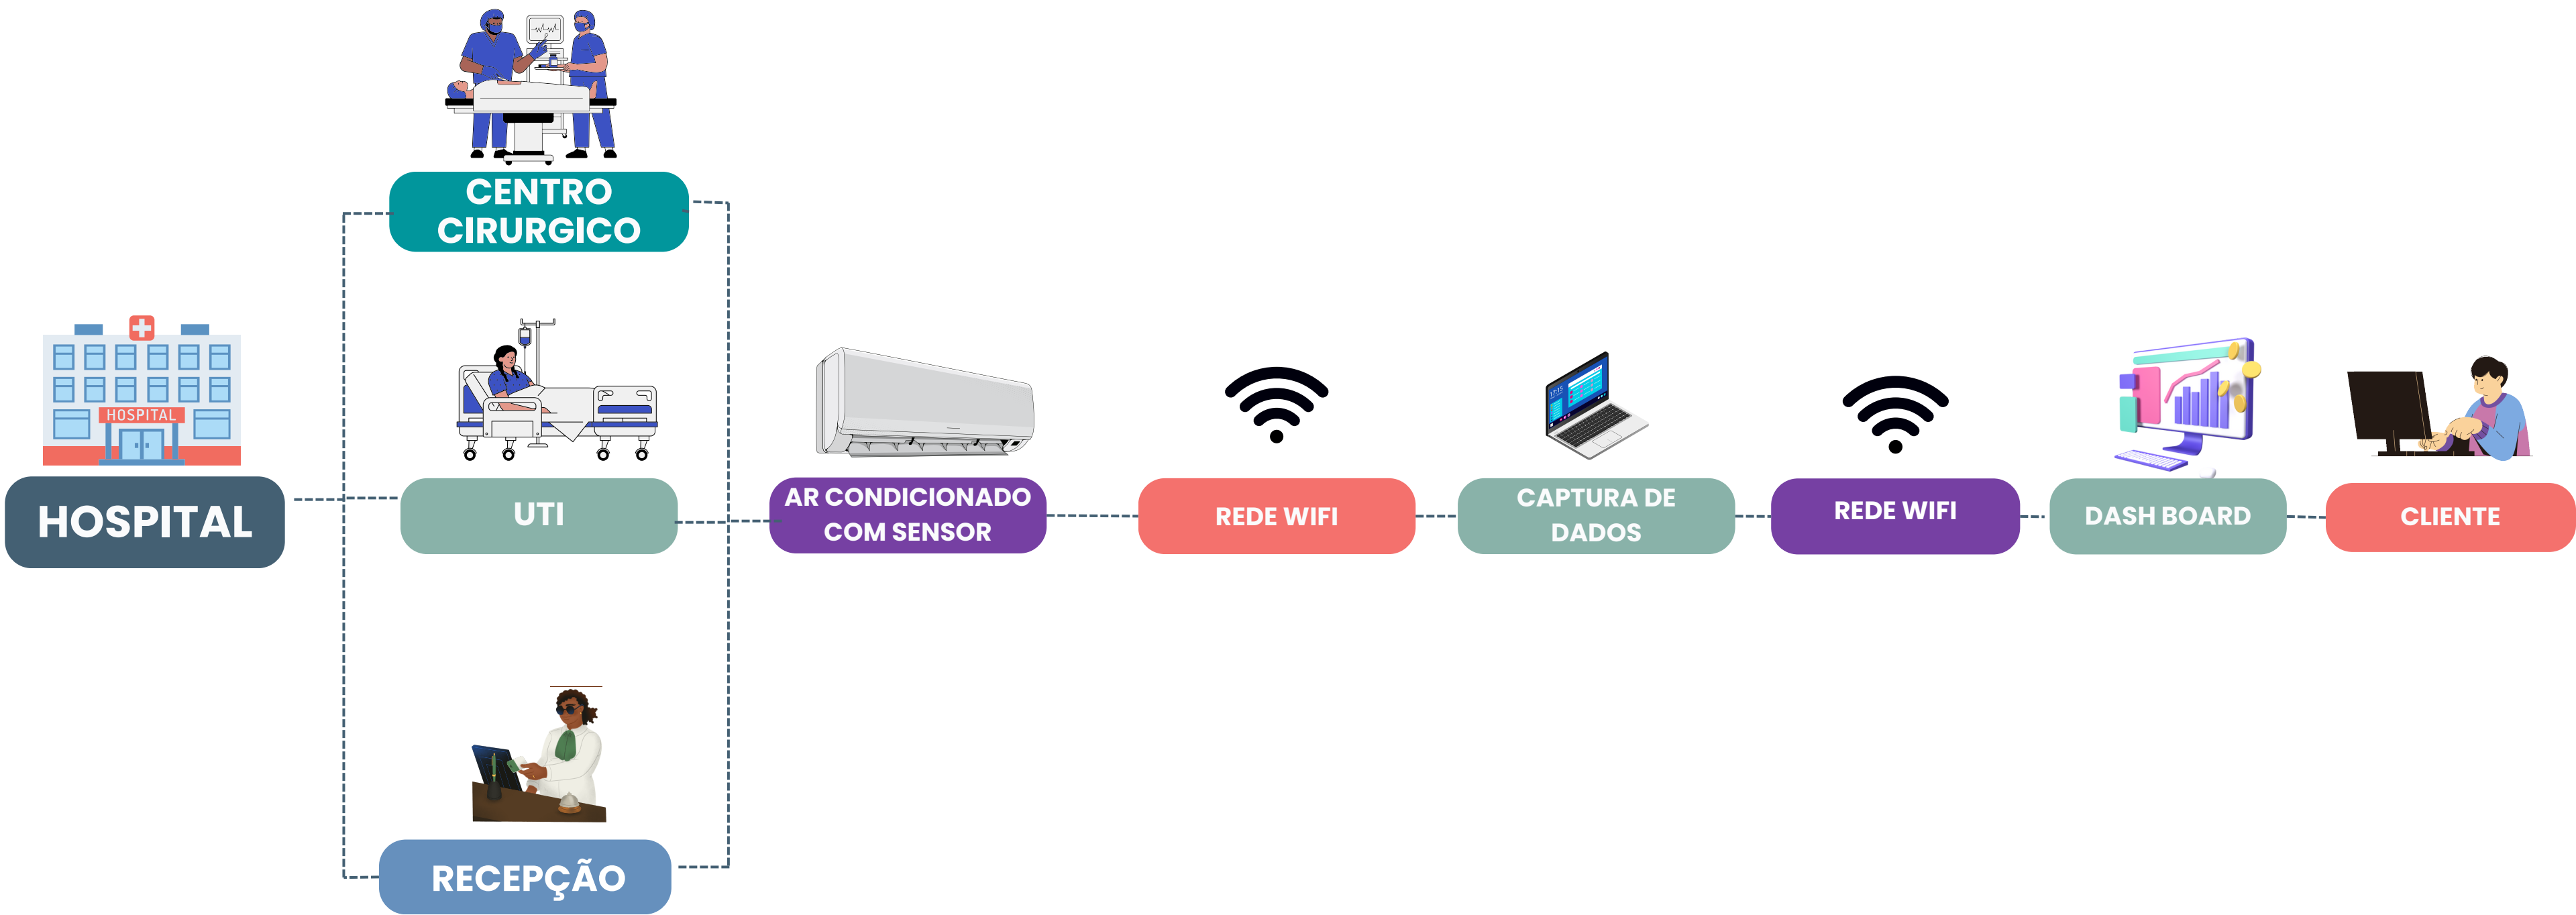 CENTRO
CIRURGICO
HOSPITAL
HOSPITAL
UTI
RECEPÇÃO
AR CONDICIONADO
COM SENSOR
REDE WIFI
CAPTURA DE
DADOS
REDE WIFI
DASH BOARD
CLIENTE